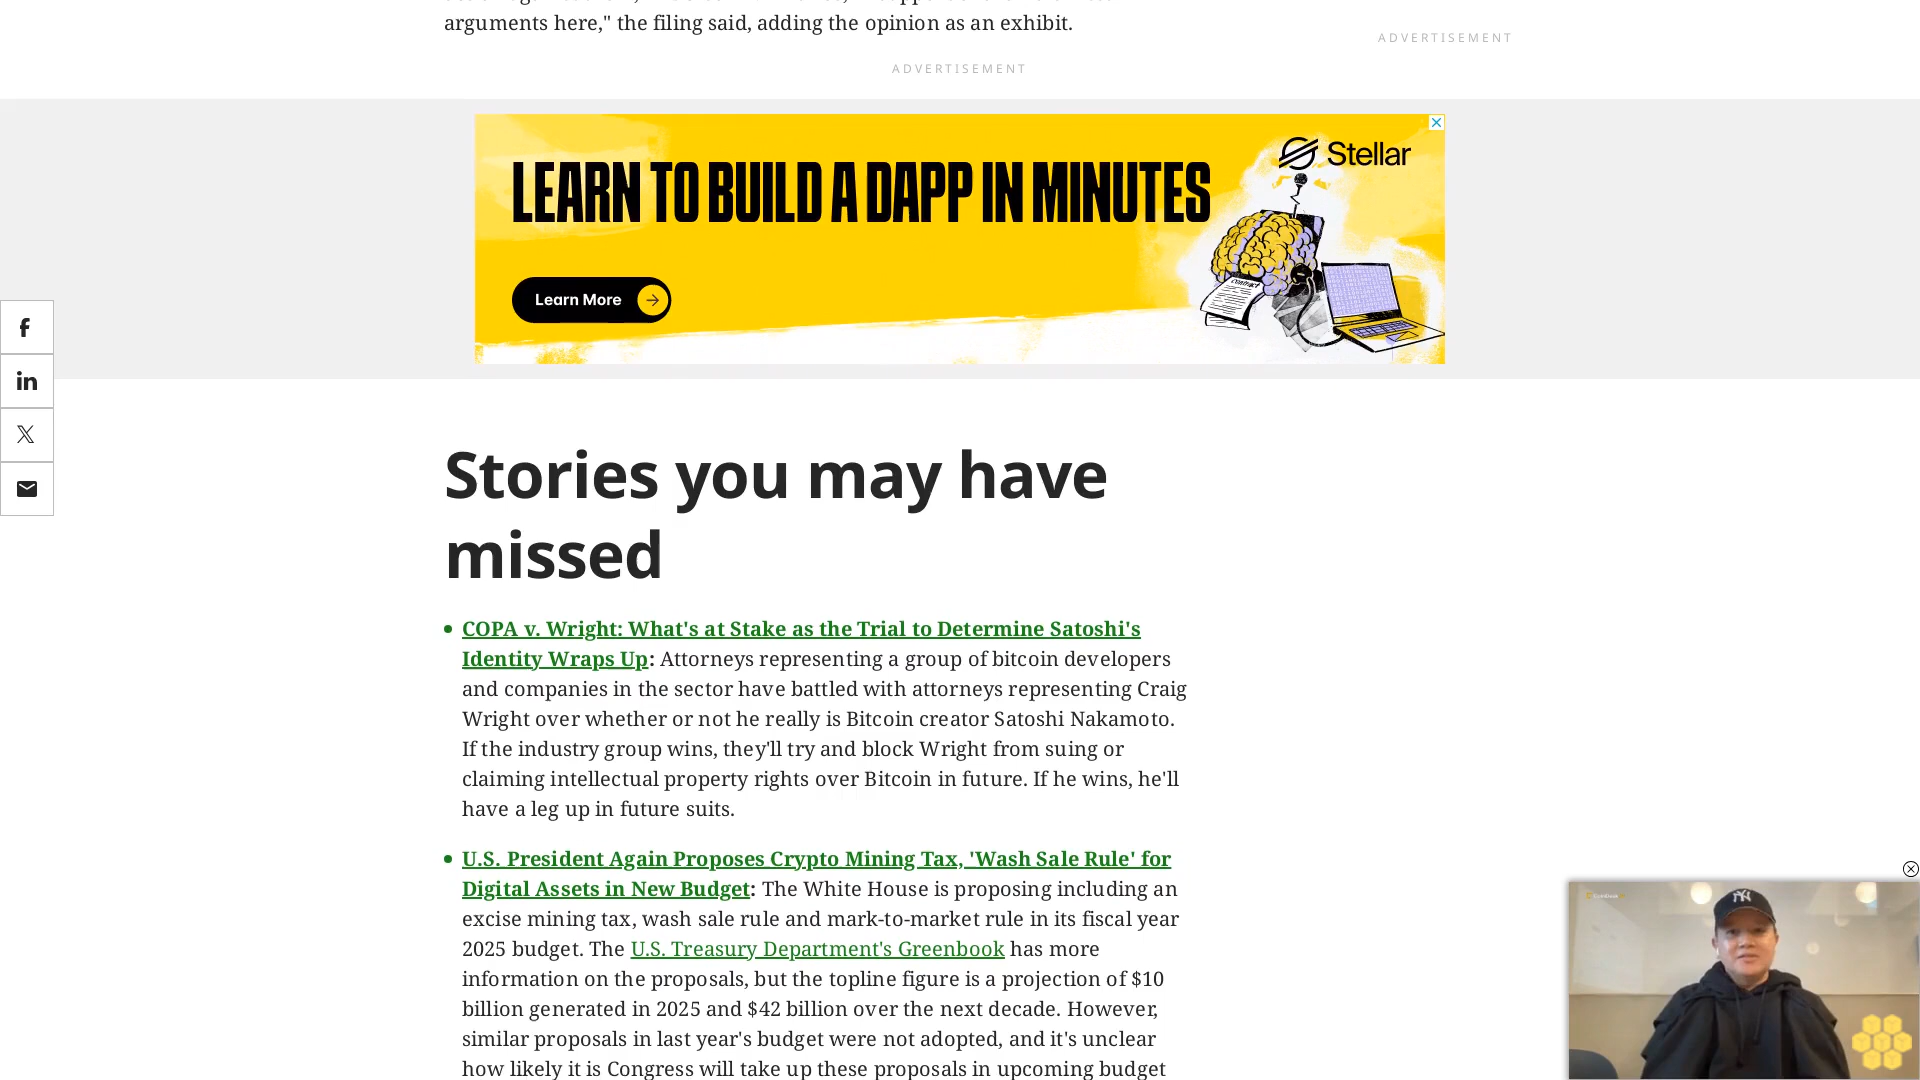 arguments here," the filing said, adding the opinion as an exhibit.
ADVERTISEMENT
ADVERTISEMENT
LEARN TO BUILD A DAPP IN MINUTES
Stellar
Learn More
contract
Stories you may have
missed
COPA v. Wright: What's at Stake as the Trial to Determine Satoshi's
Identity Wraps Up: Attorneys representing a group of bitcoin developers
and companies in the sector have battled with attorneys representing Craig
Wright over whether or not he really is Bitcoin creator Satoshi Nakamoto.
If the industry group wins, they'll try and block Wright from suing or
claiming intellectual property rights over Bitcoin in future. If he wins, he'll
have a leg up in future suits.
U.S. President Again Proposes Crypto Mining Tax, 'Wash Sale Rule' for
Digital Assets in New Budget: The White House is proposing including an
excise mining tax, wash sale rule and mark-to-market rule in its fiscal year
2025 budget. The U.S. Treasury Department's Greenbook has more
information on the proposals, but the topline figure is a projection of $10
billion generated in 2025 and $42 billion over the next decade. However,
similar proposals in last year's budget were not adopted, and it's unclear
how likely it is Congress will take up these proposals in upcoming budget